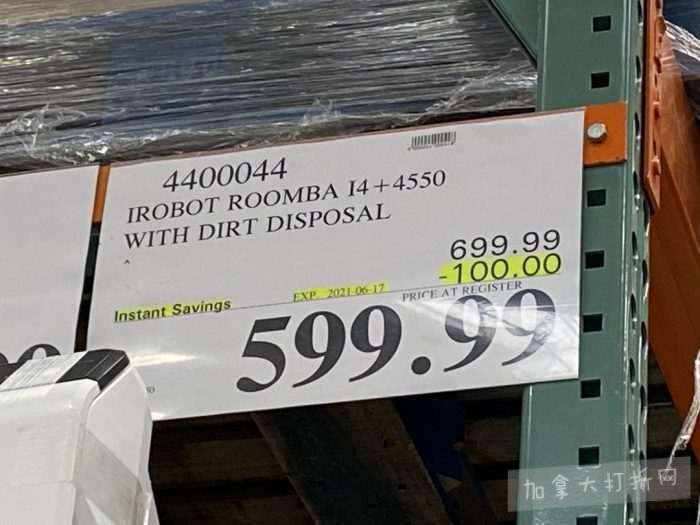 4400044
IROBOT ROOMBA I4+4550
WITH DIRT DISPOSAL
699.99
-100.00
Instant Savings
EXP. 2021-06-17
PRICE AT REGISTER
599.99
加拿大打折网